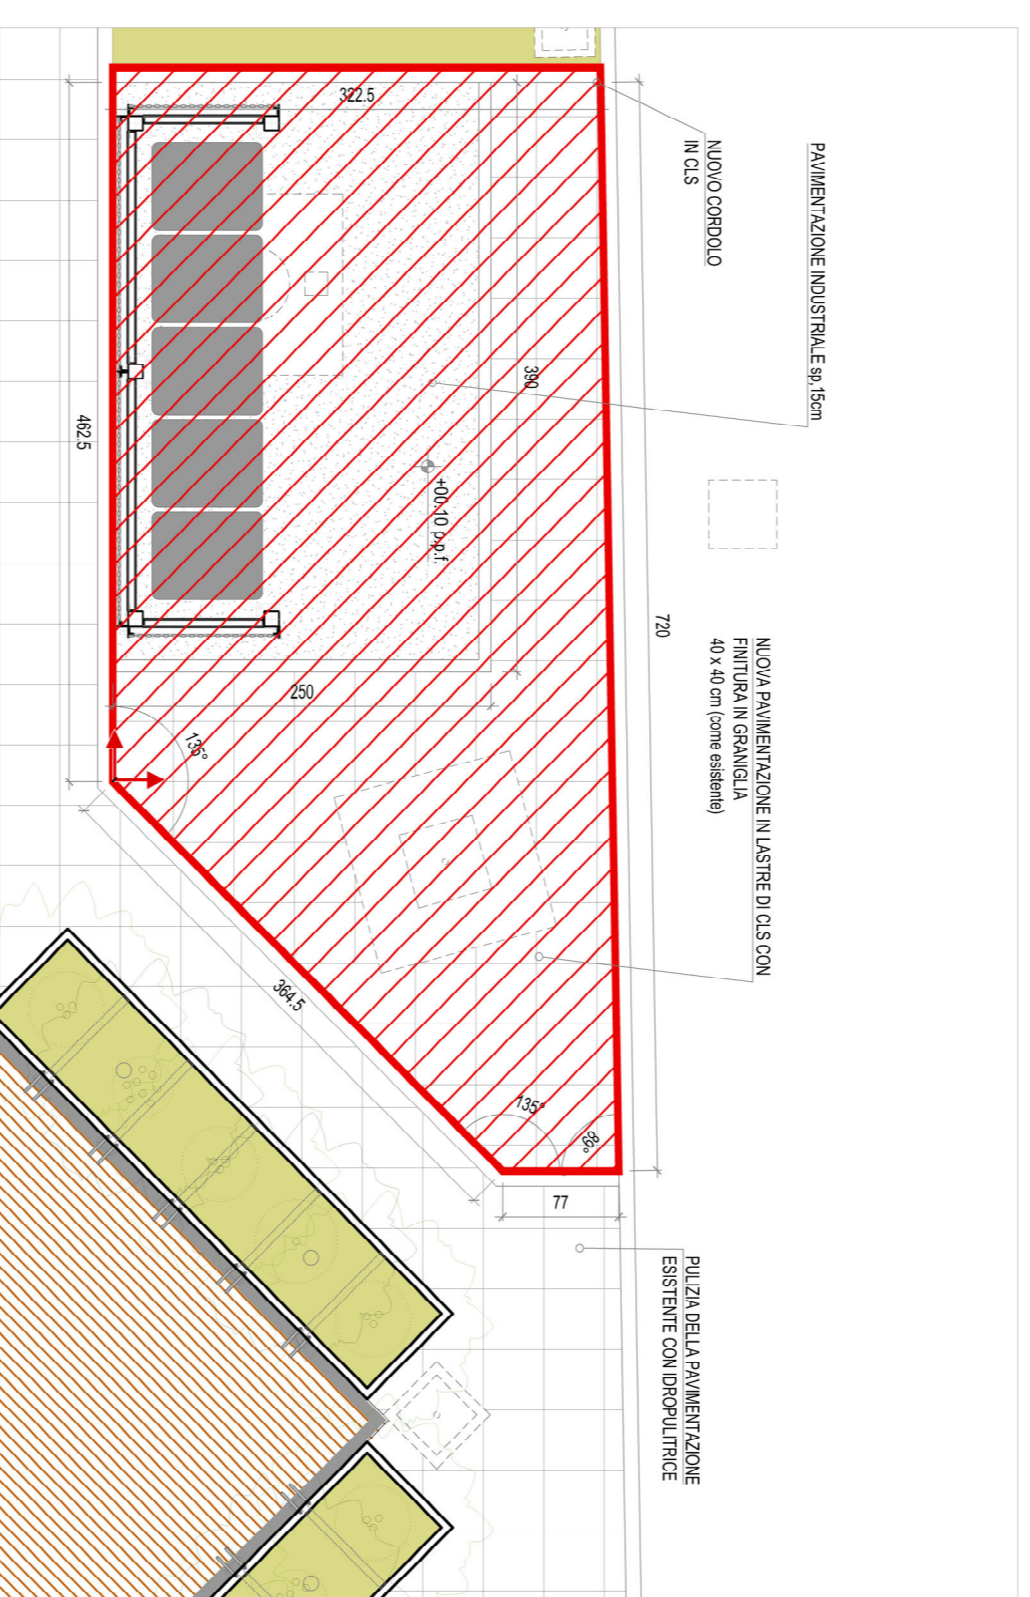 PAVIMENTAZIONE INDUSTRIALE sp,15cm
NUOVO CORDOLO
IN CLS
322.5
390
462.5
+00.10 p.p.f.
720
NUOVA PAVIMENTAZIONE IN LASTRE DI CLS CON
FINITURA IN GRANIGLIA
40 x 40 cm (come esistente)
250
135°
364.5
135°
88°
77
PULIZIA DELLA PAVIMENTAZIONE
ESISTENTE CON IDROPULITRICE